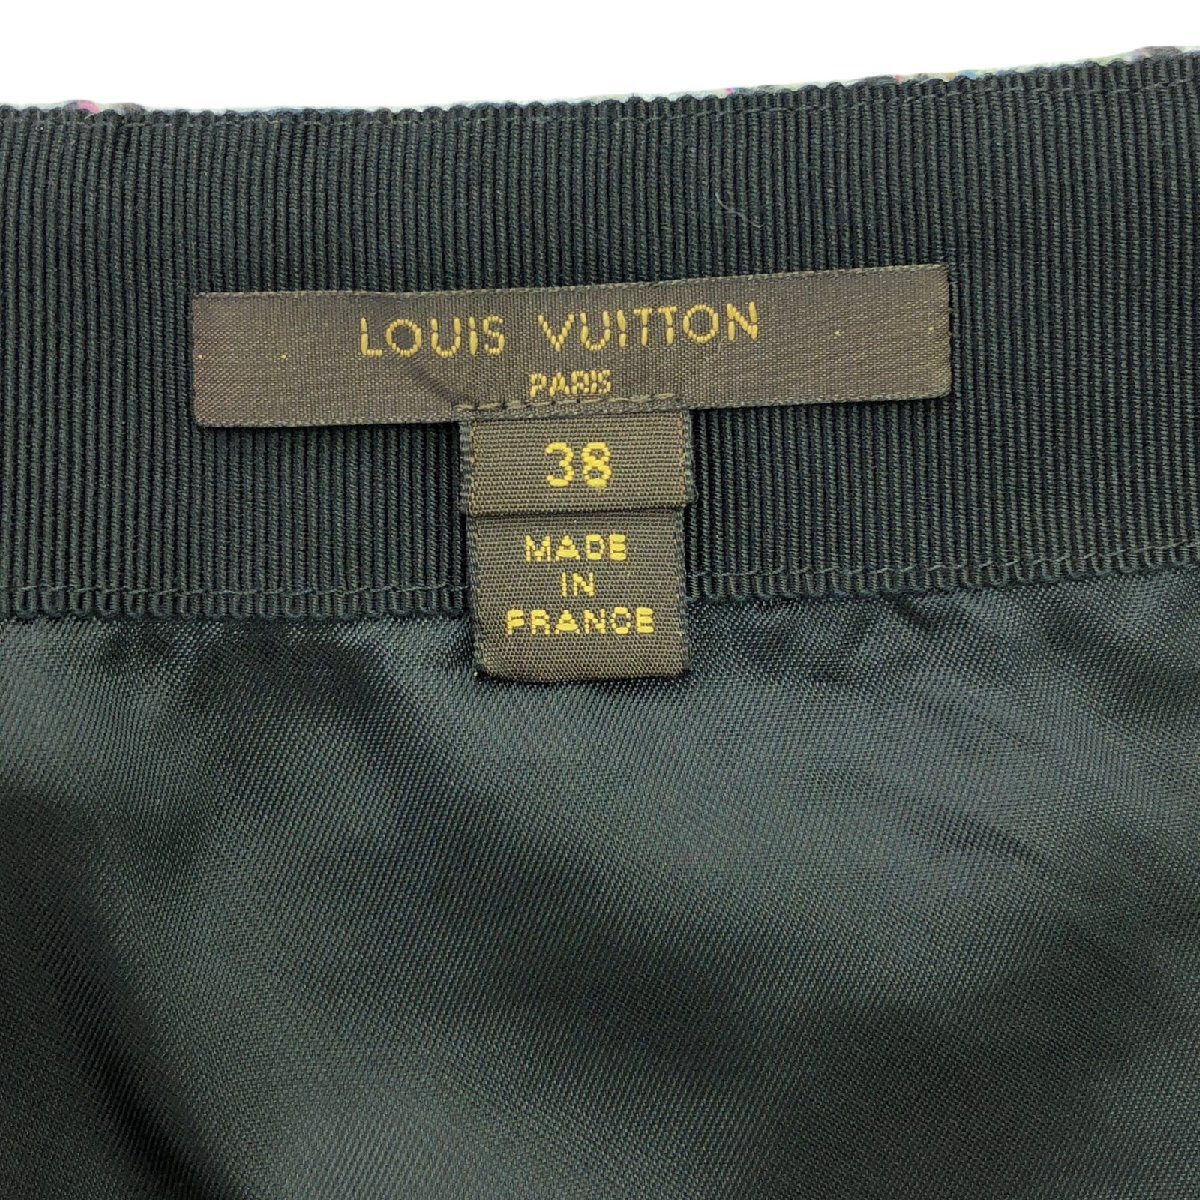 LOUIS VUITTON
PARIS
38
MADE
IN
FRANCE